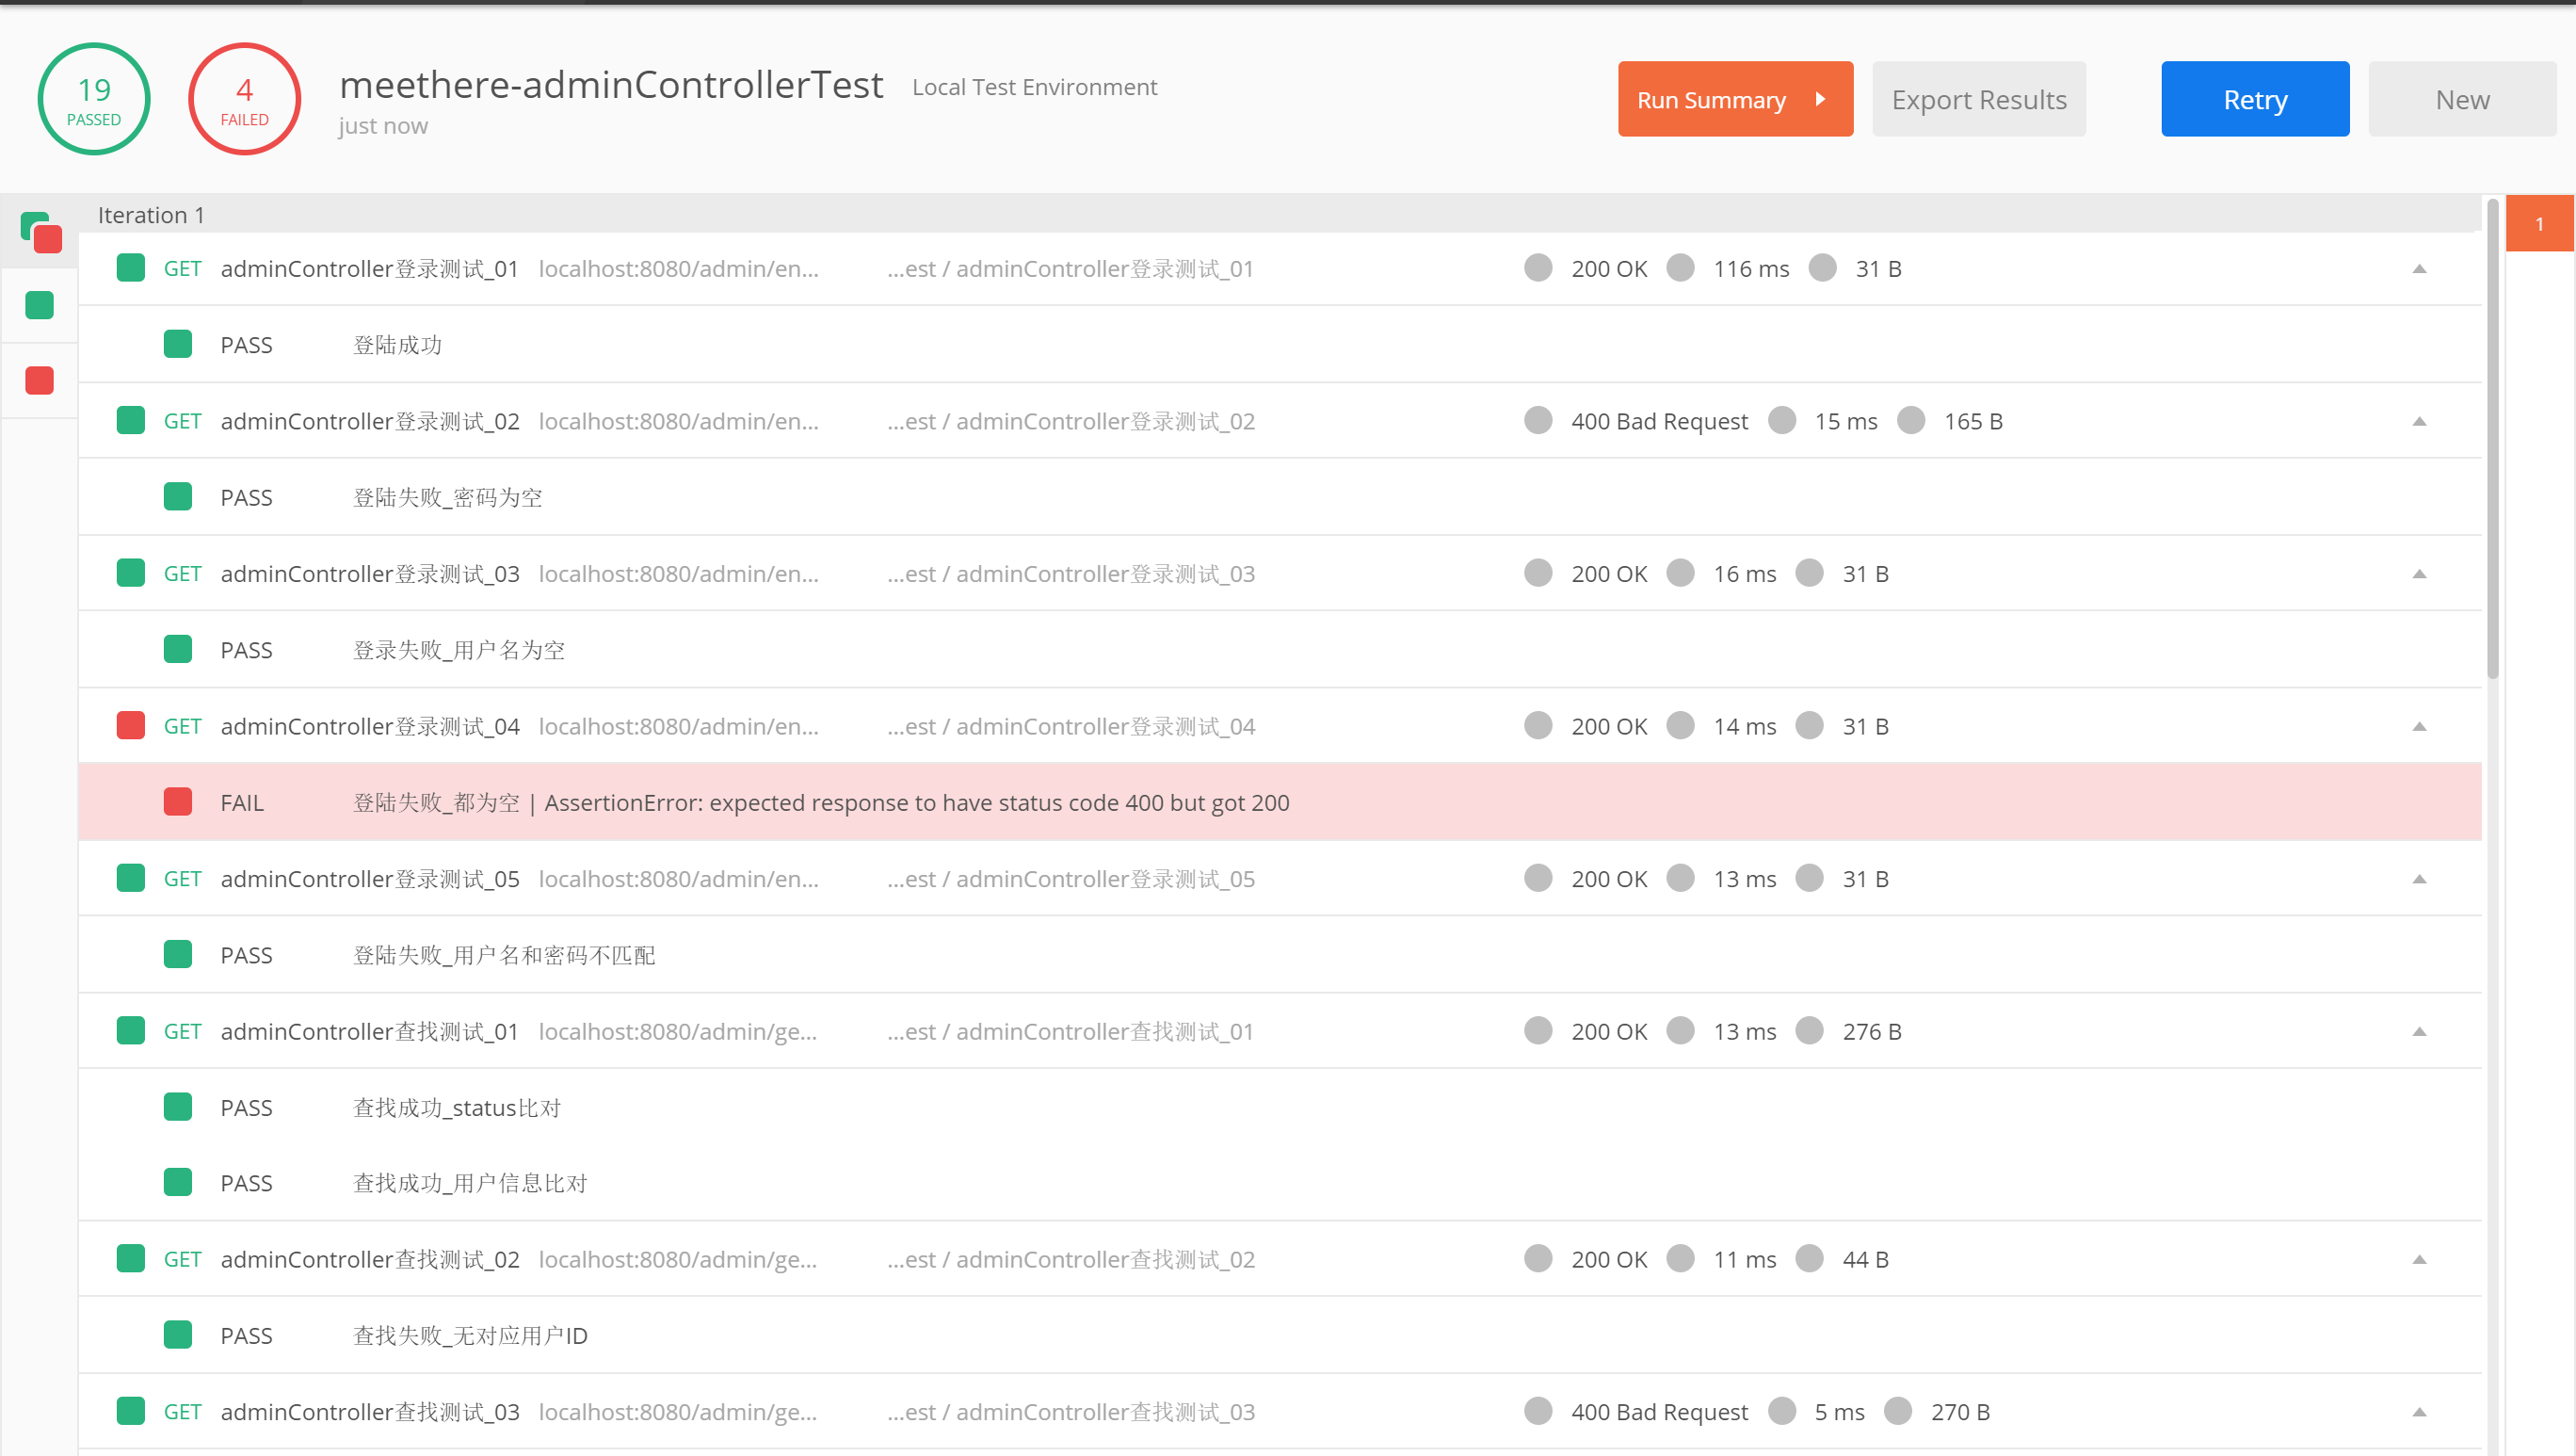 19
PASSED
4
FAILED
meethere-adminControllerTest Local Test Environment
just now
Run Summary
Export Results
Retry
New
Iteration 1
1
GET adminController登录测试_01 localhost:8080/admin/en... ...est / adminController登录测试_01 200 OK 116 ms 31 B
PASS 登陆成功
GET adminController登录测试_02 localhost:8080/admin/en... ...est / adminController登录测试_02 400 Bad Request 15 ms 165 B
PASS 登陆失败_密码为空
GET adminController登录测试_03 localhost:8080/admin/en... ...est / adminController登录测试_03 200 OK 16 ms 31 B
PASS 登录失败_用户名为空
GET adminController登录测试_04 localhost:8080/admin/en... ...est / adminController登录测试_04 200 OK 14 ms 31 B
FAIL 登陆失败_都为空 | AssertionError: expected response to have status code 400 but got 200
GET adminController登录测试_05 localhost:8080/admin/en... ...est / adminController登录测试_05 200 OK 13 ms 31 B
PASS 登陆失败_用户名和密码不匹配
GET adminController查找测试_01 localhost:8080/admin/ge... ...est / adminController查找测试_01 200 OK 13 ms 276 B
PASS 查找成功_status比对
PASS 查找成功_用户信息比对
GET adminController查找测试_02 localhost:8080/admin/ge... ...est / adminController查找测试_02 200 OK 11 ms 44 B
PASS 查找失败_无对应用户ID
GET adminController查找测试_03 localhost:8080/admin/ge... ...est / adminController查找测试_03 400 Bad Request 5 ms 270 B